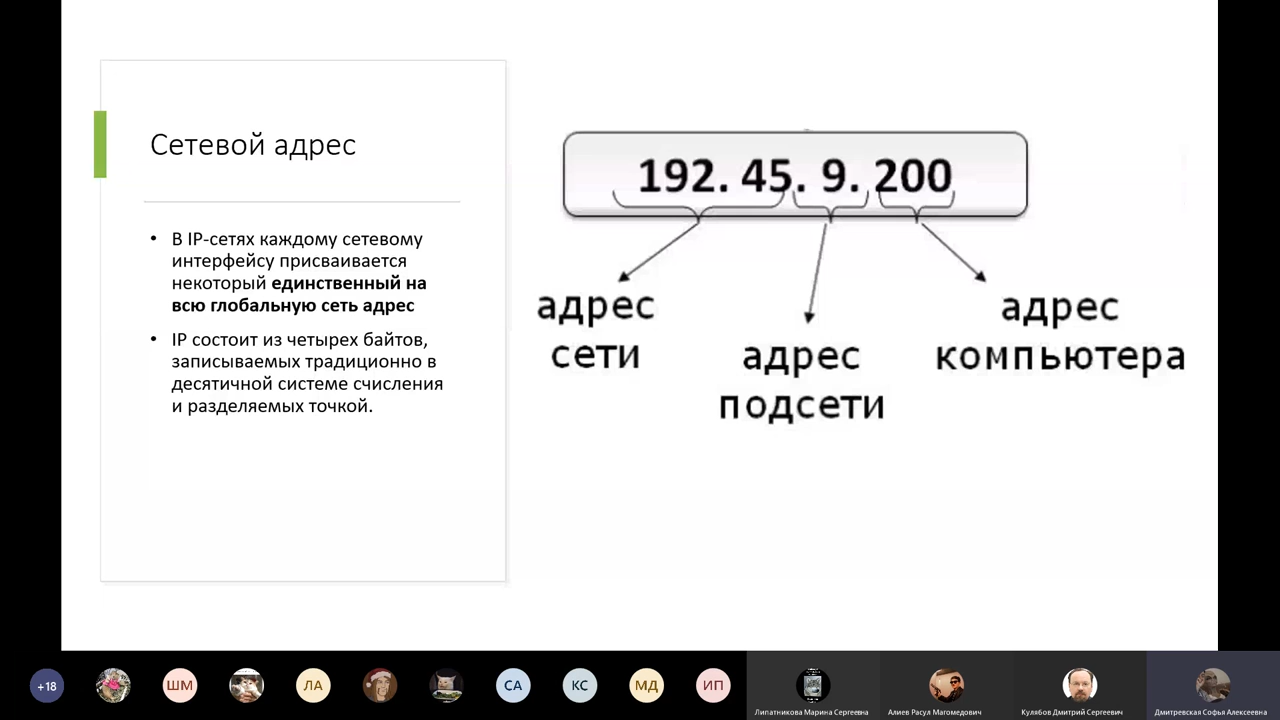 Сетевой адрес
• В IP-сетях каждому сетевому
интерфейсу присваивается
некоторый единственный на
всю глобальную сеть адрес
• IP состоит из четырех байтов,
записываемых традиционно в
десятичной системе счисления
и разделяемых точкой.
192. 45. 9. 200
адрес
сети
адрес
подсети
адрес
компьютера
+18
ШМ
ЛА
СА
КС
МД
ИП
Липатникова Марина Сергеевна
Алиев Расул Магомедович
Кулябов Дмитрий Сергеевич
Дмитревская Софья Алексеевна